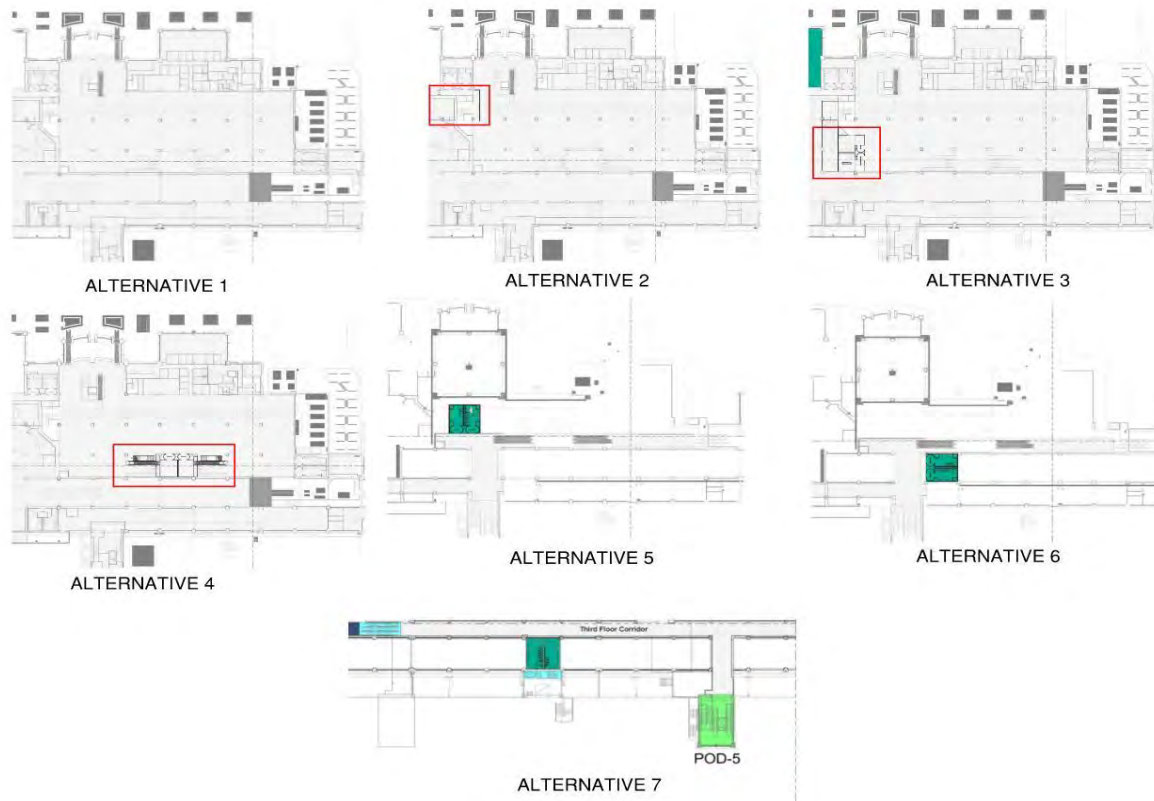 ALTERNATIVE 1
ALTERNATIVE 2
ALTERNATIVE 3
ALTERNATIVE 4
ALTERNATIVE 5
ALTERNATIVE 6
Third Floor Corridor
POD-5
ALTERNATIVE 7